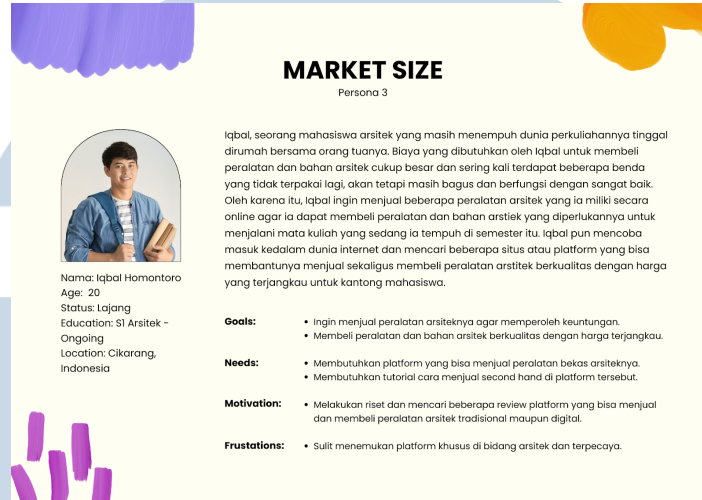 MARKET SIZE
Persona 3
Iqbal, seorang mahasiswa arsitek yang masih menempuh dunia perkuliahannya tinggal
dirumah bersama orang tuanya. Biaya yang dibutuhkan oleh Iqbal untuk membeli
peralatan dan bahan arsitek cukup besar dan sering kali terdapat beberapa benda
yang tidak terpakai lagi, akan tetapi masih bagus dan berfungsi dengan sangat baik.
Oleh karena itu, Iqbal ingin menjual beberapa peralatan arsitek yang ia miliki secara
online agar ia dapat membeli peralatan dan bahan arstiek yang diperlukannya untuk
menjalani mata kuliah yang sedang ia tempuh di semester itu. Iqbal pun mencoba
masuk kedalam dunia internet dan mencari beberapa situs atau platform yang bisa
membantunya menjual sekaligus membeli peralatan arstitek berkualitas dengan harga
yang terjangkau untuk kantong mahasiswa.
Nama: Iqbal Homontoro
Age: 20
Status: Lajang
Education: S1 Arsitek -
Ongoing
Location: Cikarang,
Indonesia
Goals:
• Ingin menjual peralatan arsiteknya agar memperoleh keuntungan.
• Membeli peralatan dan bahan arsitek berkualitas dengan harga terjangkau.
Needs:
• Membutuhkan platform yang bisa menjual peralatan bekas arsiteknya.
• Membutuhkan tutorial cara menjual second hand di platform tersebut.
Motivation:
• Melakukan riset dan mencari beberapa review platform yang bisa menjual
dan membeli peralatan arsitek tradisional maupun digital.
Frustations:
• Sulit menemukan platform khusus di bidang arsitek dan terpecaya.